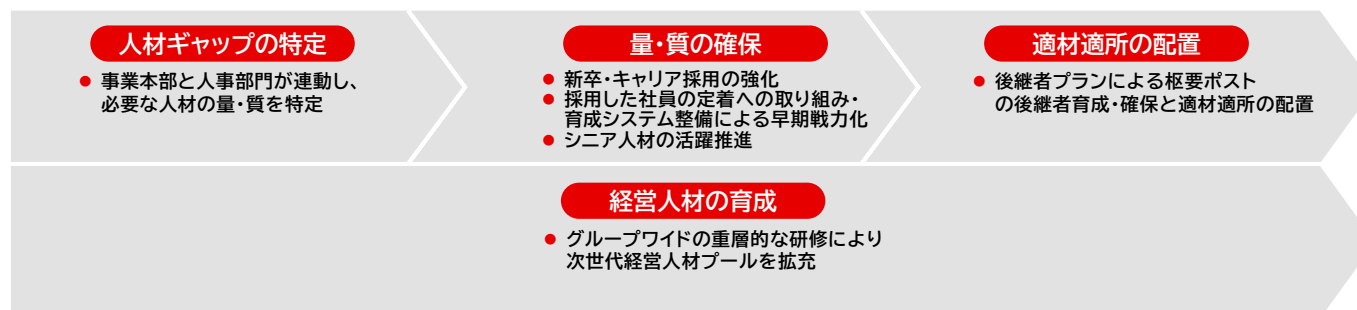 人材ギャップの特定
● 事業本部と人事部門が連動し、
必要な人材の量・質を特定
量・質の確保
● 新卒・キャリア採用の強化
● 採用した社員の定着への取り組み・
育成システム整備による早期戦力化
● シニア人材の活躍推進
適材適所の配置
● 後継者プランによる枢要ポスト
の後継者育成・確保と適材適所の配置
経営人材の育成
● グループワイドの重層的な研修により
次世代経営人材プールを拡充